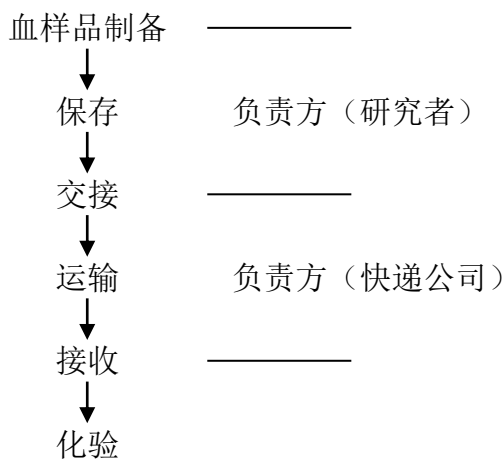 血样品制备
保存 负责方（研究者）
交接
运输 负责方（快递公司）
接收
化验